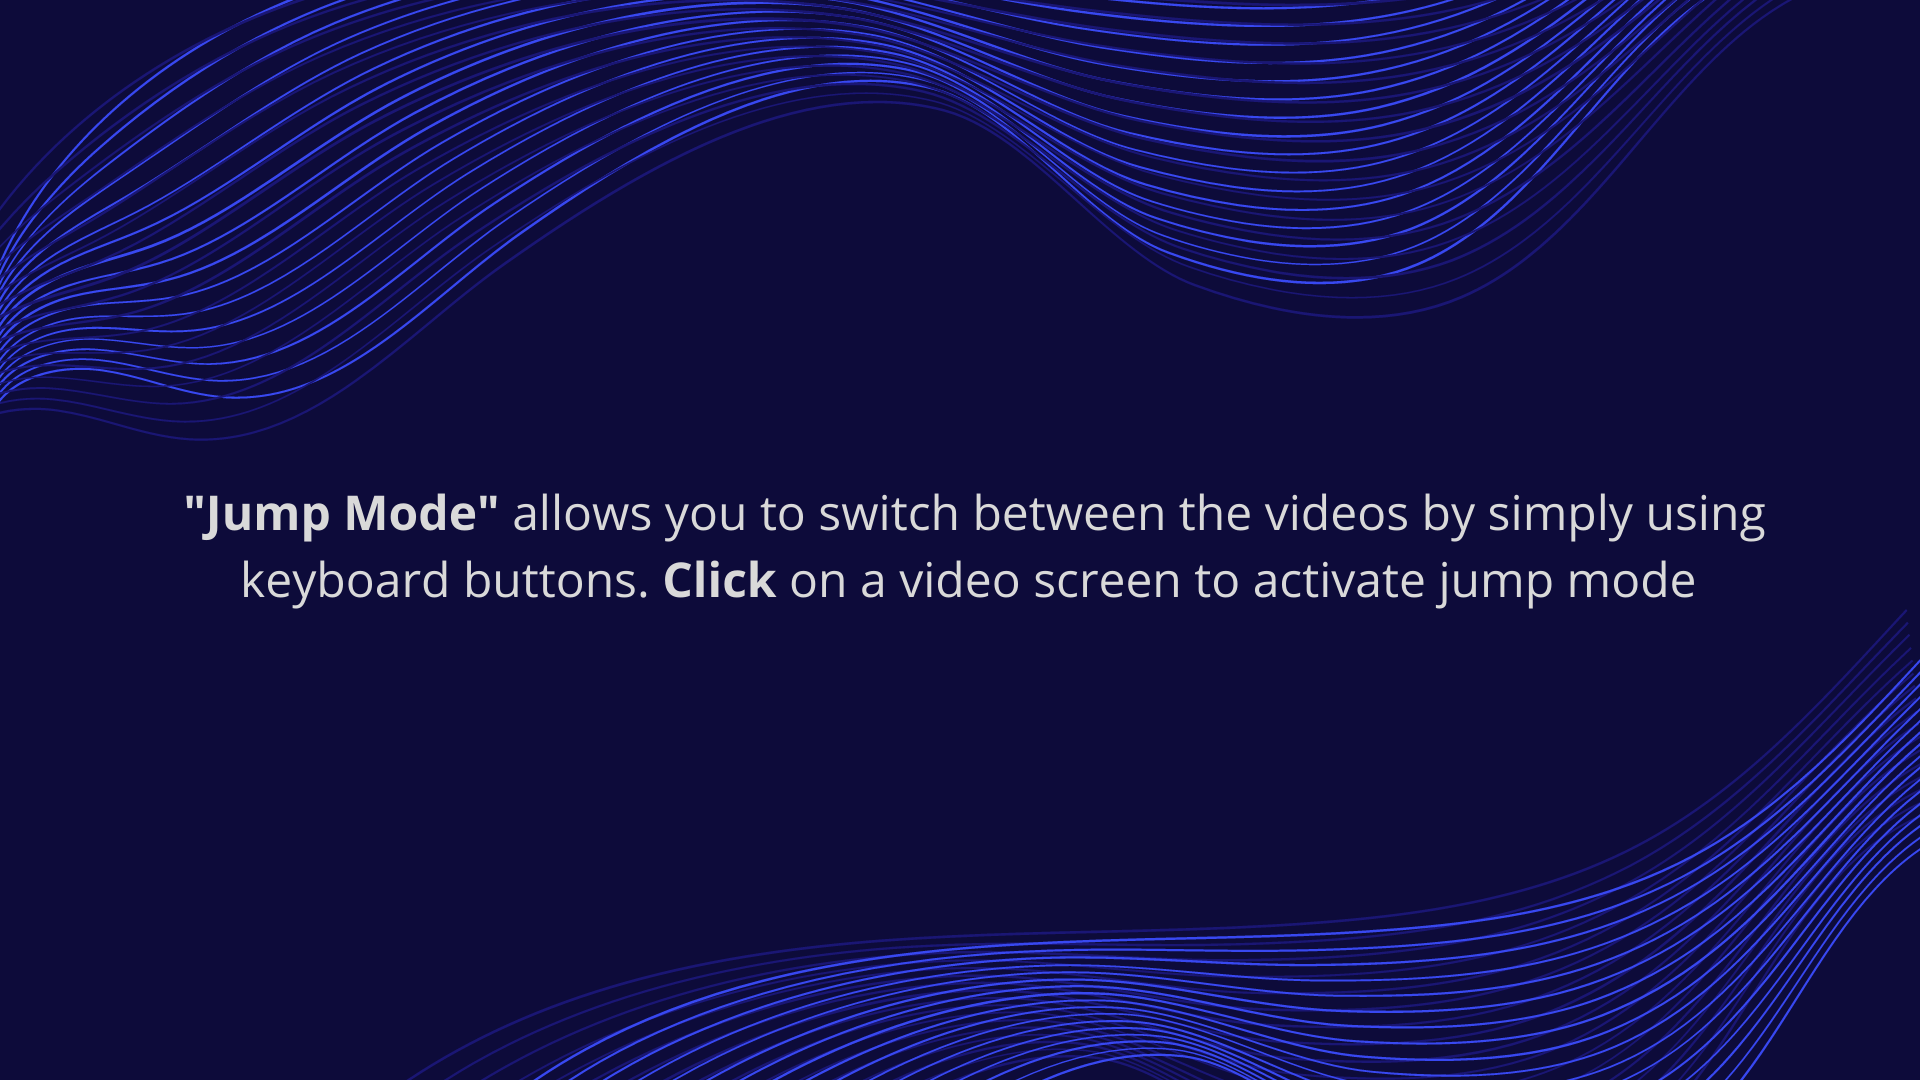 "Jump Mode" allows you to switch between the videos by simply using
keyboard buttons. Click on a video screen to activate jump mode